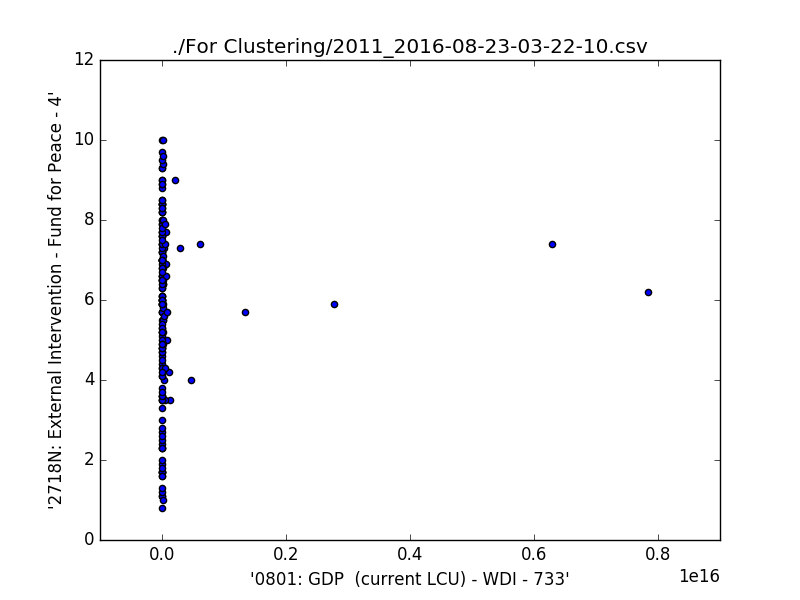 ./For Clustering/2011_2016-08-23-03-22-10.csv
12
10
8
6
4
2
0
'2718N: External Intervention - Fund for Peace - 4'
0.0 0.2 0.4 0.6 0.8
1e16
'0801: GDP  (current LCU) - WDI - 733'